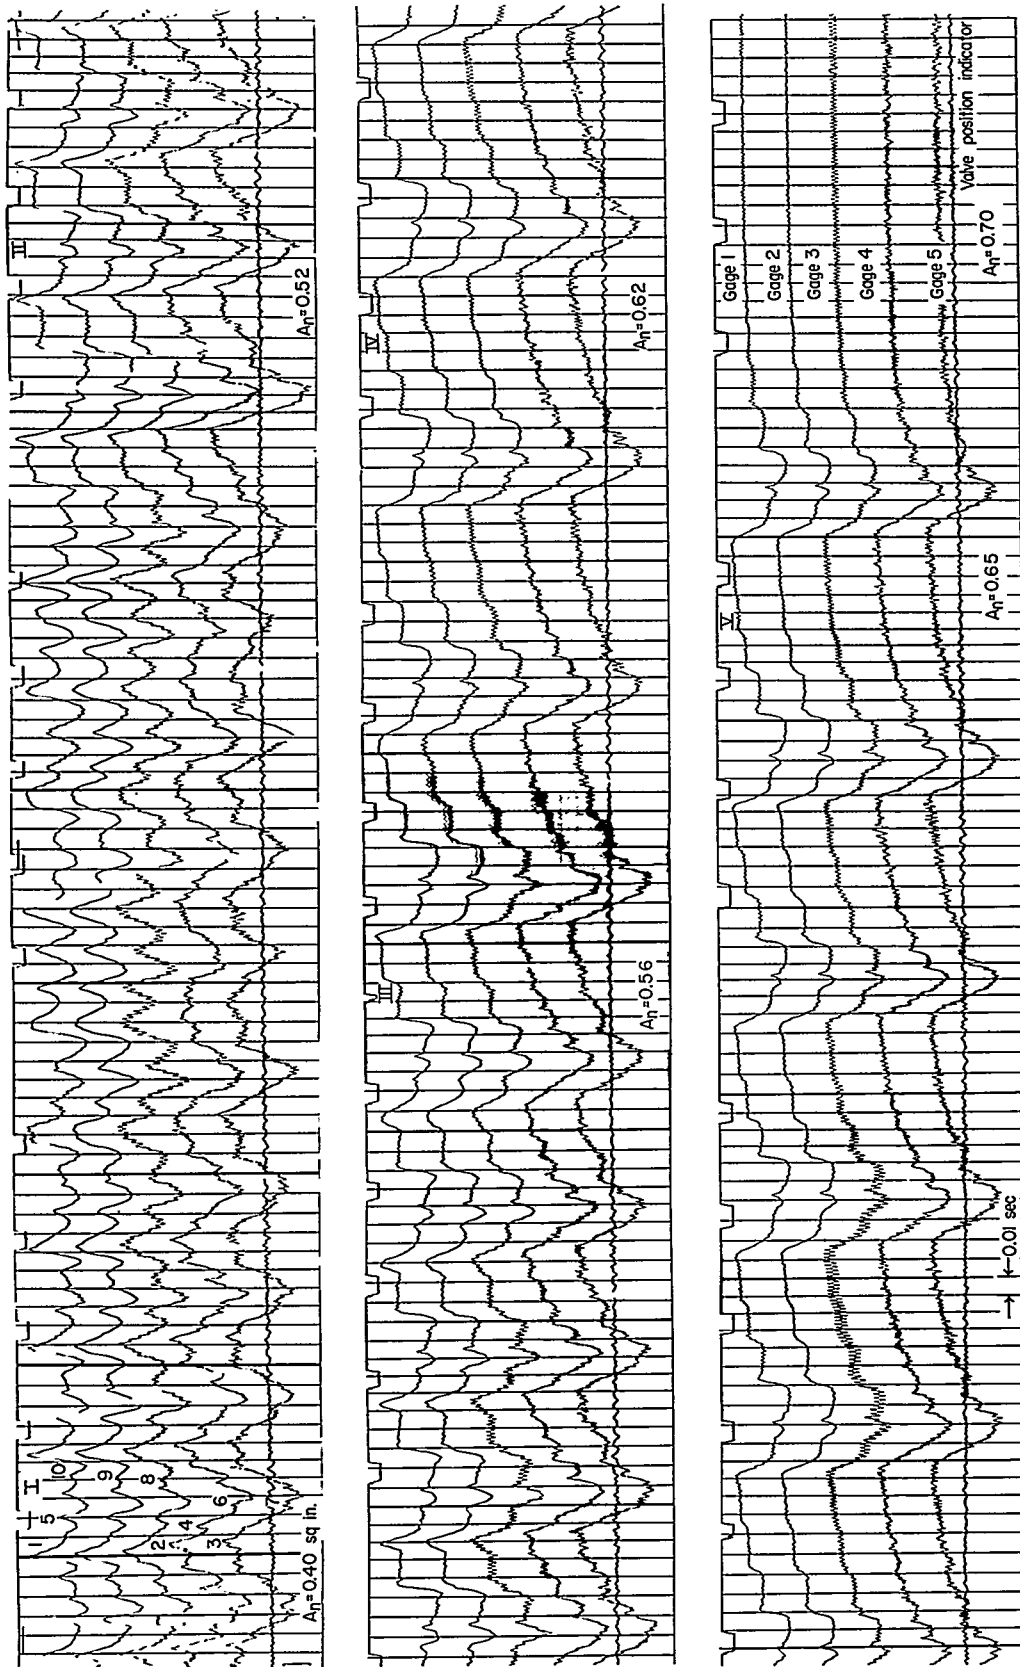 I
1
5
10
9
8
2
4
3
6
Aₙ=0.40 sq in.
II
Aₙ=0.52
III
Aₙ=0.56
IV
Aₙ=0.62
V
Aₙ=0.65
Gage 1
Gage 2
Gage 3
Gage 4
Gage 5
Valve position indicator
Aₙ=0.70
→ ←0.01 sec